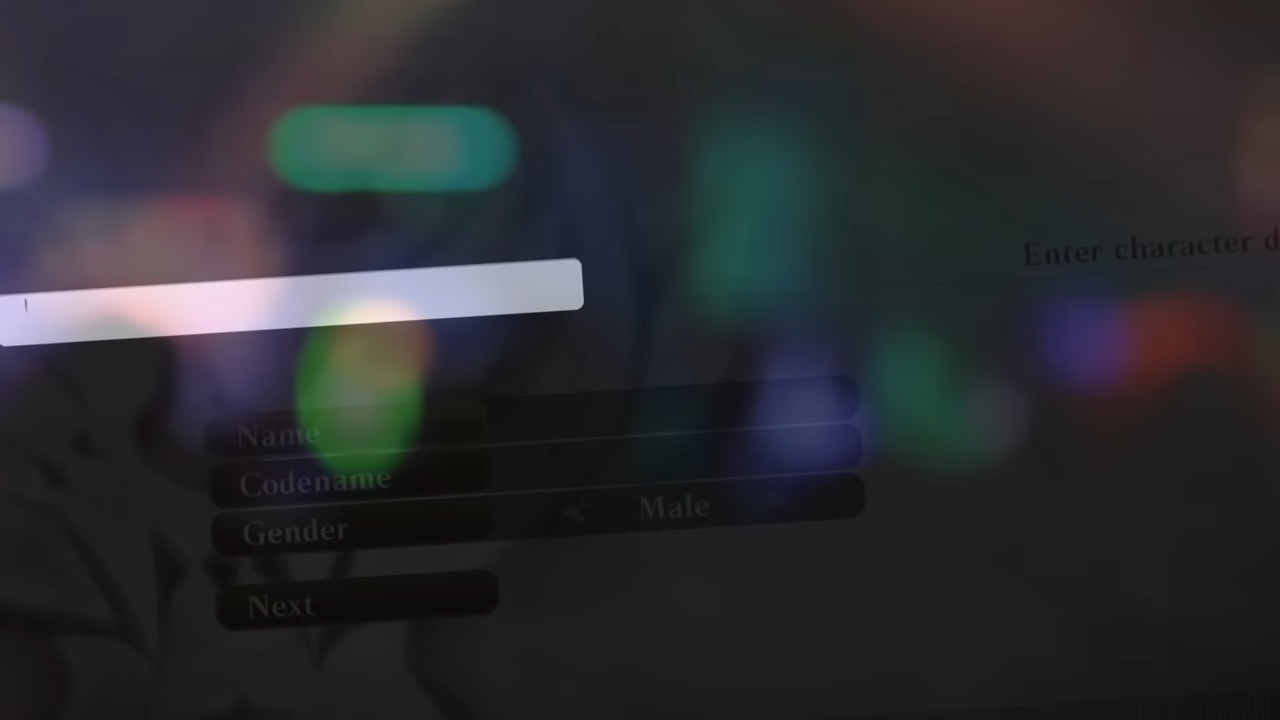 Enter character d
Name
Codename
Gender Male
Next